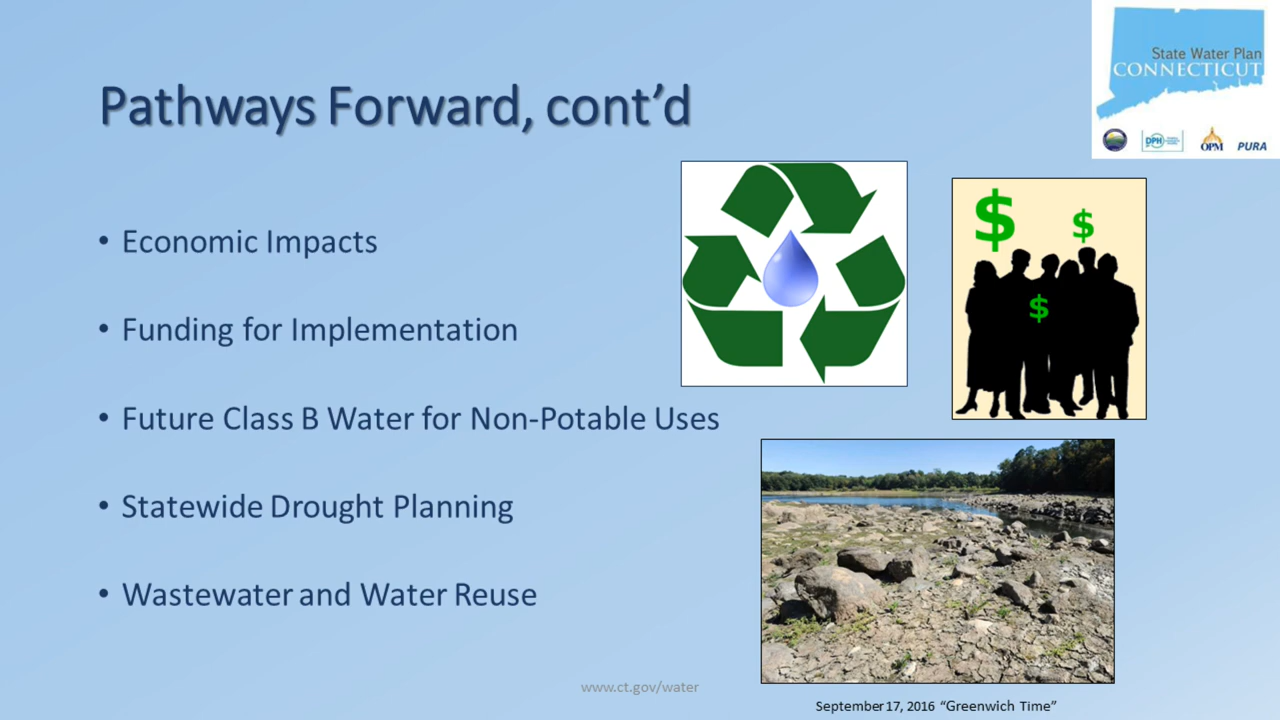 State Water Plan
CONNECTICUT
DPH
OPM
PURA
Pathways Forward, cont’d
• Economic Impacts
• Funding for Implementation
• Future Class B Water for Non-Potable Uses
• Statewide Drought Planning
• Wastewater and Water Reuse
$
$
$
www.ct.gov/water
September 17, 2016 “Greenwich Time”